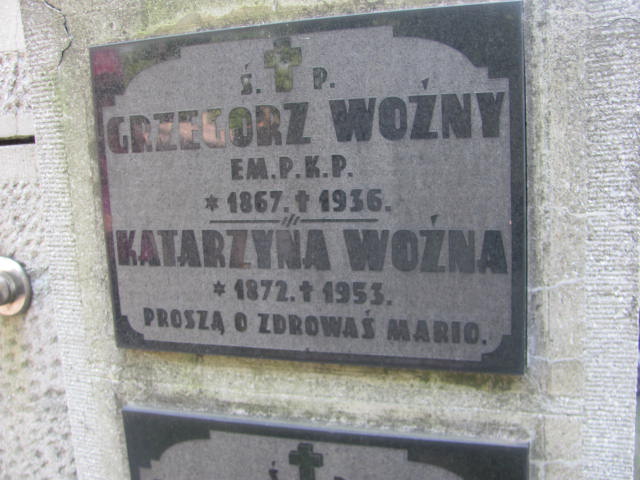 Ś. ✝ P.
GRZEGORZ WOŹNY
EM.P.K.P.
* 1867. ✝ 1936.
KATARZYNA WOŹNA
* 1872. ✝ 1953.
PROSZĄ O ZDROWAŚ MARIO.